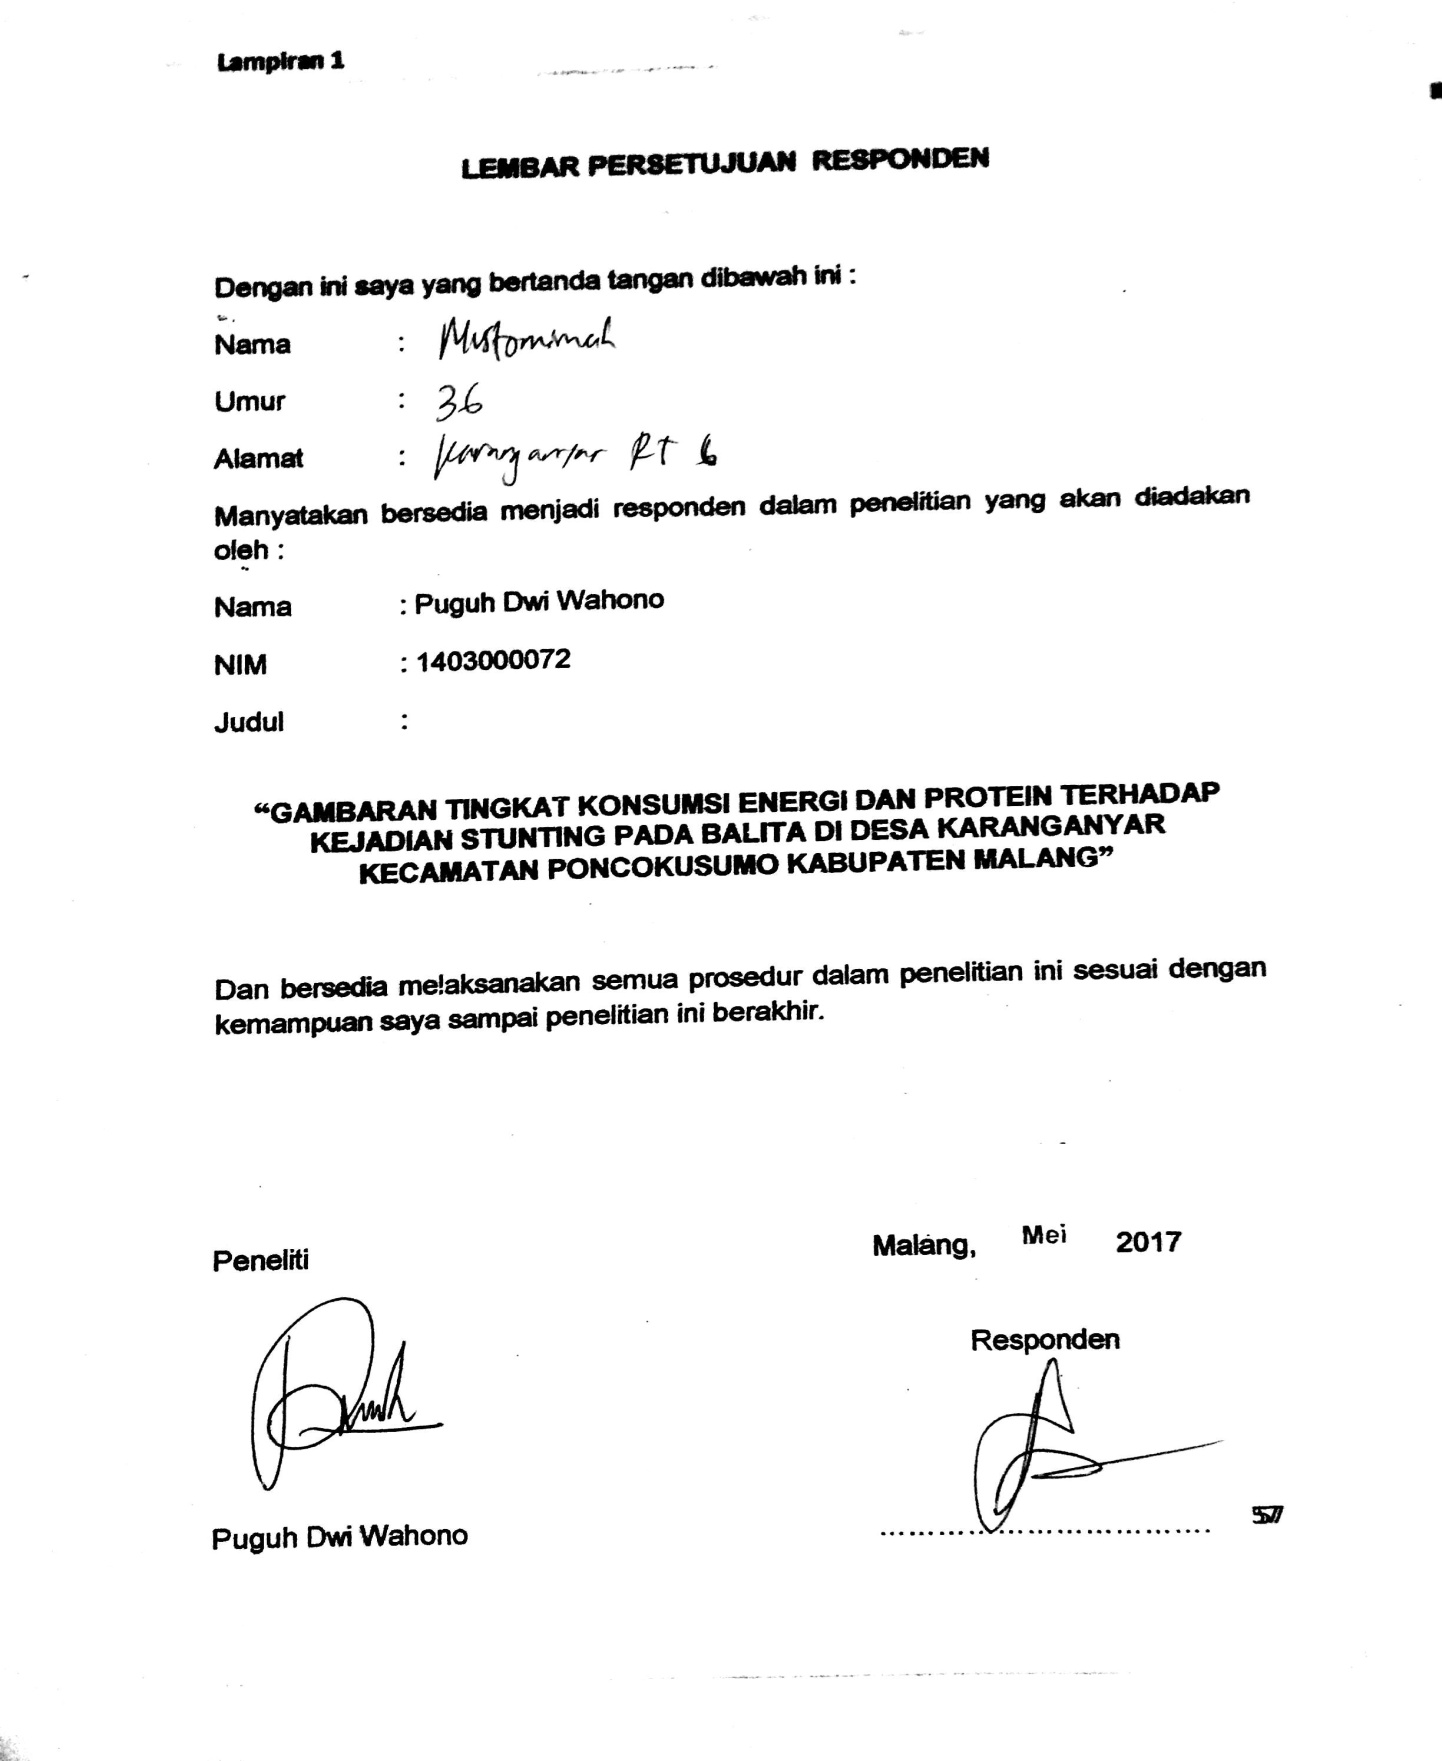 Lampiran 1
LEMBAR PERSETUJUAN RESPONDEN
Dengan ini saya yang bertanda tangan dibawah ini :
Nama : Mustomimah
Umur : 36
Alamat : Karanganyar RT 6
Manyatakan bersedia menjadi responden dalam penelitian yang akan diadakan
oleh :
Nama : Puguh Dwi Wahono
NIM : 1403000072
Judul :
“GAMBARAN TINGKAT KONSUMSI ENERGI DAN PROTEIN TERHADAP
KEJADIAN STUNTING PADA BALITA DI DESA KARANGANYAR
KECAMATAN PONCOKUSUMO KABUPATEN MALANG”
Dan bersedia melaksanakan semua prosedur dalam penelitian ini sesuai dengan
kemampuan saya sampai penelitian ini berakhir.
Malang, Mei 2017
Peneliti
Responden
Puguh Dwi Wahono